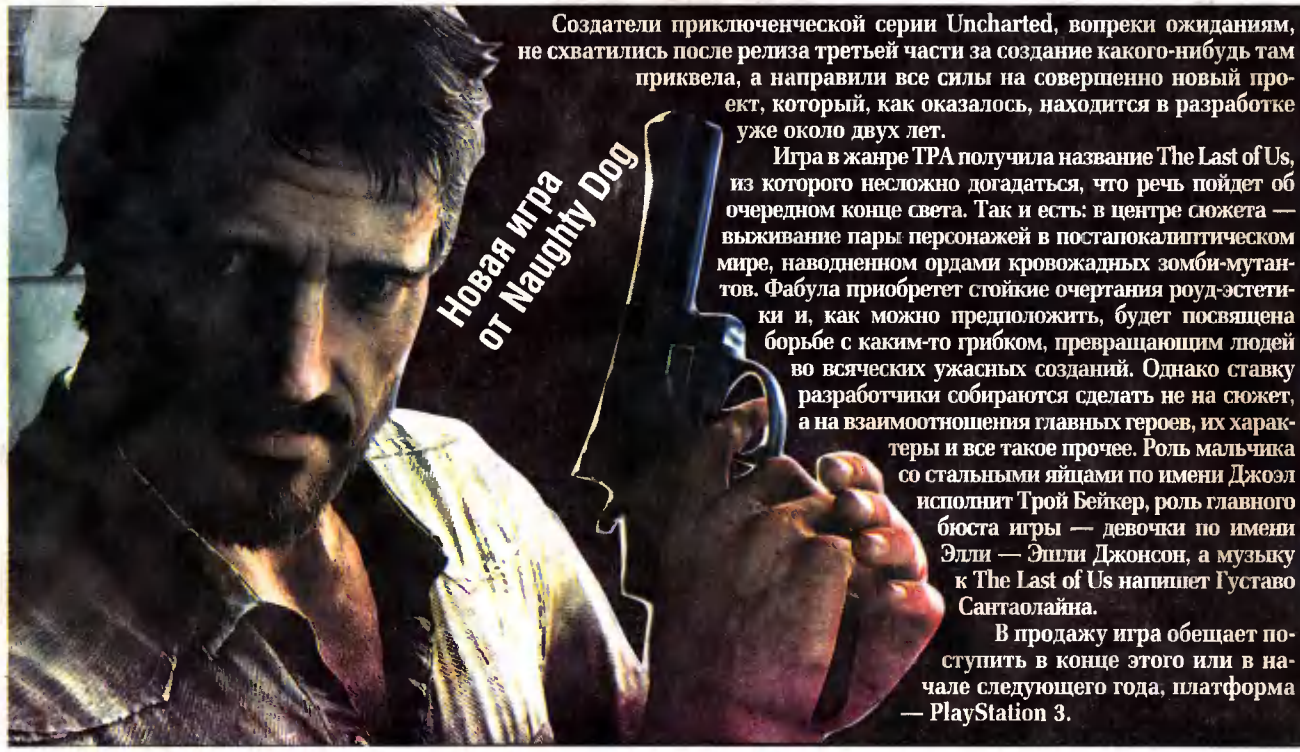 Создатели приключенческой серии Uncharted, вопреки ожиданиям,
не схватились после релиза третьей части за создание какого-нибудь там
приквела, а направили все силы на совершенно новый про-
ект, который, как оказалось, находится в разработке
уже около двух лет.
Игра в жанре TPA получила название The Last of Us,
из которого несложно догадаться, что речь пойдет об
очередном конце света. Так и есть: в центре сюжета —
выживание пары персонажей в постапокалиптическом
мире, наводненном ордами кровожадных зомби-мутан-
тов. Фабула приобретет стойкие очертания роуд-эстети-
ки и, как можно предположить, будет посвящена
борьбе с каким-то грибком, превращающим людей
во всяческих ужасных созданий. Однако ставку
разработчики собираются сделать не на сюжет,
а на взаимоотношения главных героев, их харак-
теры и все такое прочее. Роль мальчика
со стальными яйцами по имени Джоэл
исполнит Трой Бейкер, роль главного
бюста игры — девочки по имени
Элли — Эшли Джонсон, а музыку
к The Last of Us напишет Густаво
Сантаолайна.
В продажу игра обещает по-
ступить в конце этого или в на-
чале следующего года, платформа
— PlayStation 3.
Новая игра
от Naughty Dog